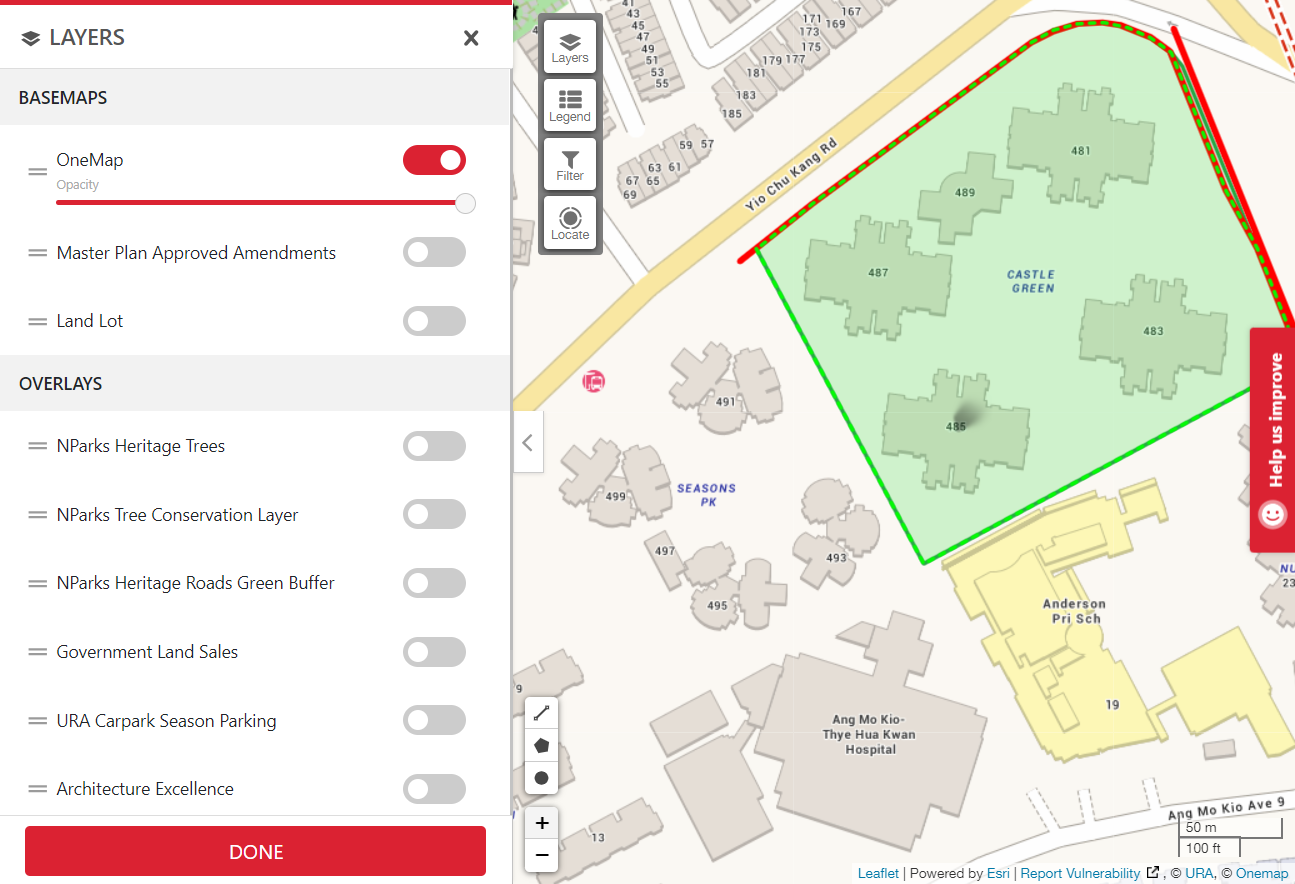 LAYERS
BASEMAPS
OneMap
Opacity
Master Plan Approved Amendments
Land Lot
OVERLAYS
NParks Heritage Trees
NParks Tree Conservation Layer
NParks Heritage Roads Green Buffer
Government Land Sales
URA Carpark Season Parking
Architecture Excellence
DONE
Layers
Legend
Filter
Locate
41
43
45
47
49
51
53
55
167
171 169
173
175
179 177
181
183
185
59 57
63 61
67 65
69
Yio Chu Kang Rd
481
489
487
CASTLE
GREEN
483
485
491
499
SEASONS
PK
497
493
495
Anderson
Pri Sch
19
Ang Mo Kio-
Thye Hua Kwan
Hospital
9
13
NU
23
Help us improve
Ang Mo Kio Ave 9
50 m
100 ft
+
−
Leaflet | Powered by Esri | Report Vulnerability , © URA, © Onemap